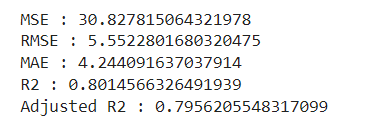 MSE : 30.827815064321978
RMSE : 5.5522801680320475
MAE : 4.244091637037914
R2 : 0.8014566326491939
Adjusted R2 : 0.7956205548317099